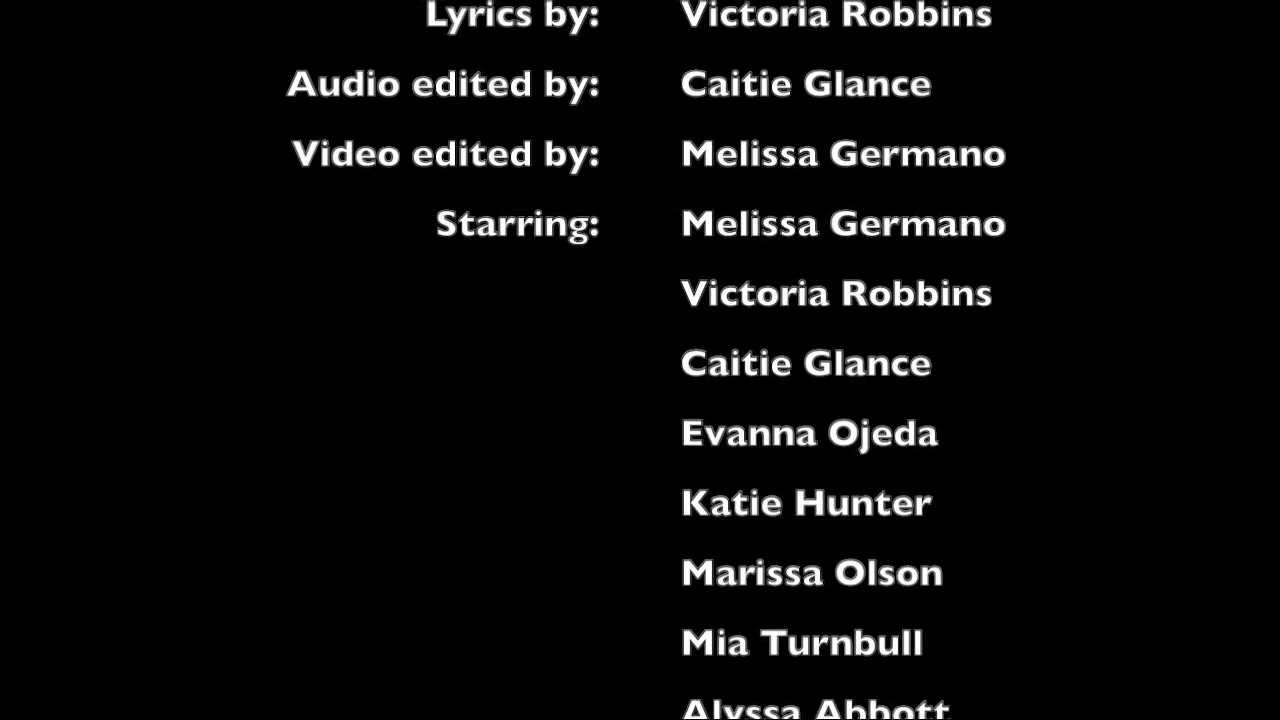 Lyrics by: Victoria Robbins
Audio edited by: Caitie Glance
Video edited by: Melissa Germano
Starring: Melissa Germano
Victoria Robbins
Caitie Glance
Evanna Ojeda
Katie Hunter
Marissa Olson
Mia Turnbull
Alyssa Abbott